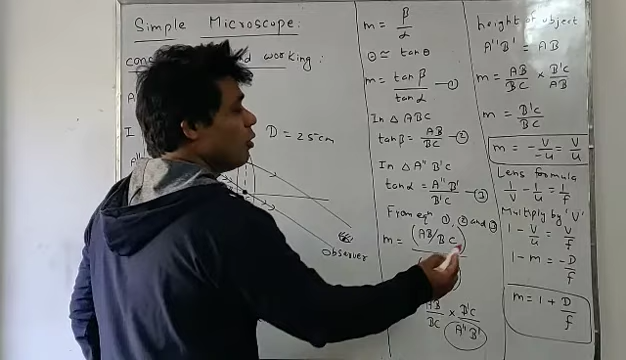 Simple Microscope:
working :
D = 25cm
Observer
m = β/α
θ ≃ tan θ
m = tan β/tan α — ①
In △ ABC
tan β = AB/BC — ②
In △ A'' B'C
tan α = A'' B'/B'C — ③
From eqn ①, ② and ③
m = (AB/BC)
AB/BC × B'C/A''B'
height of object
A''B' = AB
m = AB/BC × B'C/AB
m = B'C/BC
m = -V/-u = V/u
Lens formula
1/V - 1/u = 1/f
Multiply by 'V'
1 - V/u = V/f
1 - m = -D/f
m = 1 + D/f